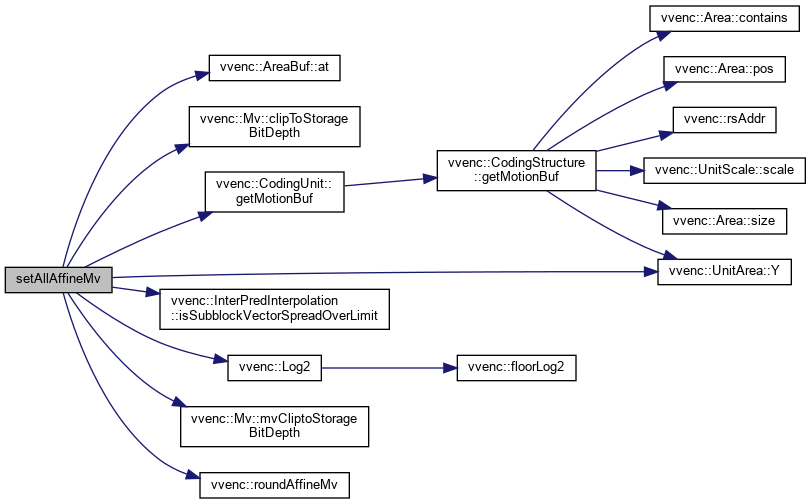 setAllAffineMv
vvenc::AreaBuf::at
vvenc::Mv::clipToStorage
BitDepth
vvenc::CodingUnit::
getMotionBuf
vvenc::InterPredInterpolation
::isSubblockVectorSpreadOverLimit
vvenc::Log2
vvenc::Mv::mvCliptoStorage
BitDepth
vvenc::roundAffineMv
vvenc::CodingStructure
::getMotionBuf
vvenc::floorLog2
vvenc::Area::contains
vvenc::Area::pos
vvenc::rsAddr
vvenc::UnitScale::scale
vvenc::Area::size
vvenc::UnitArea::Y